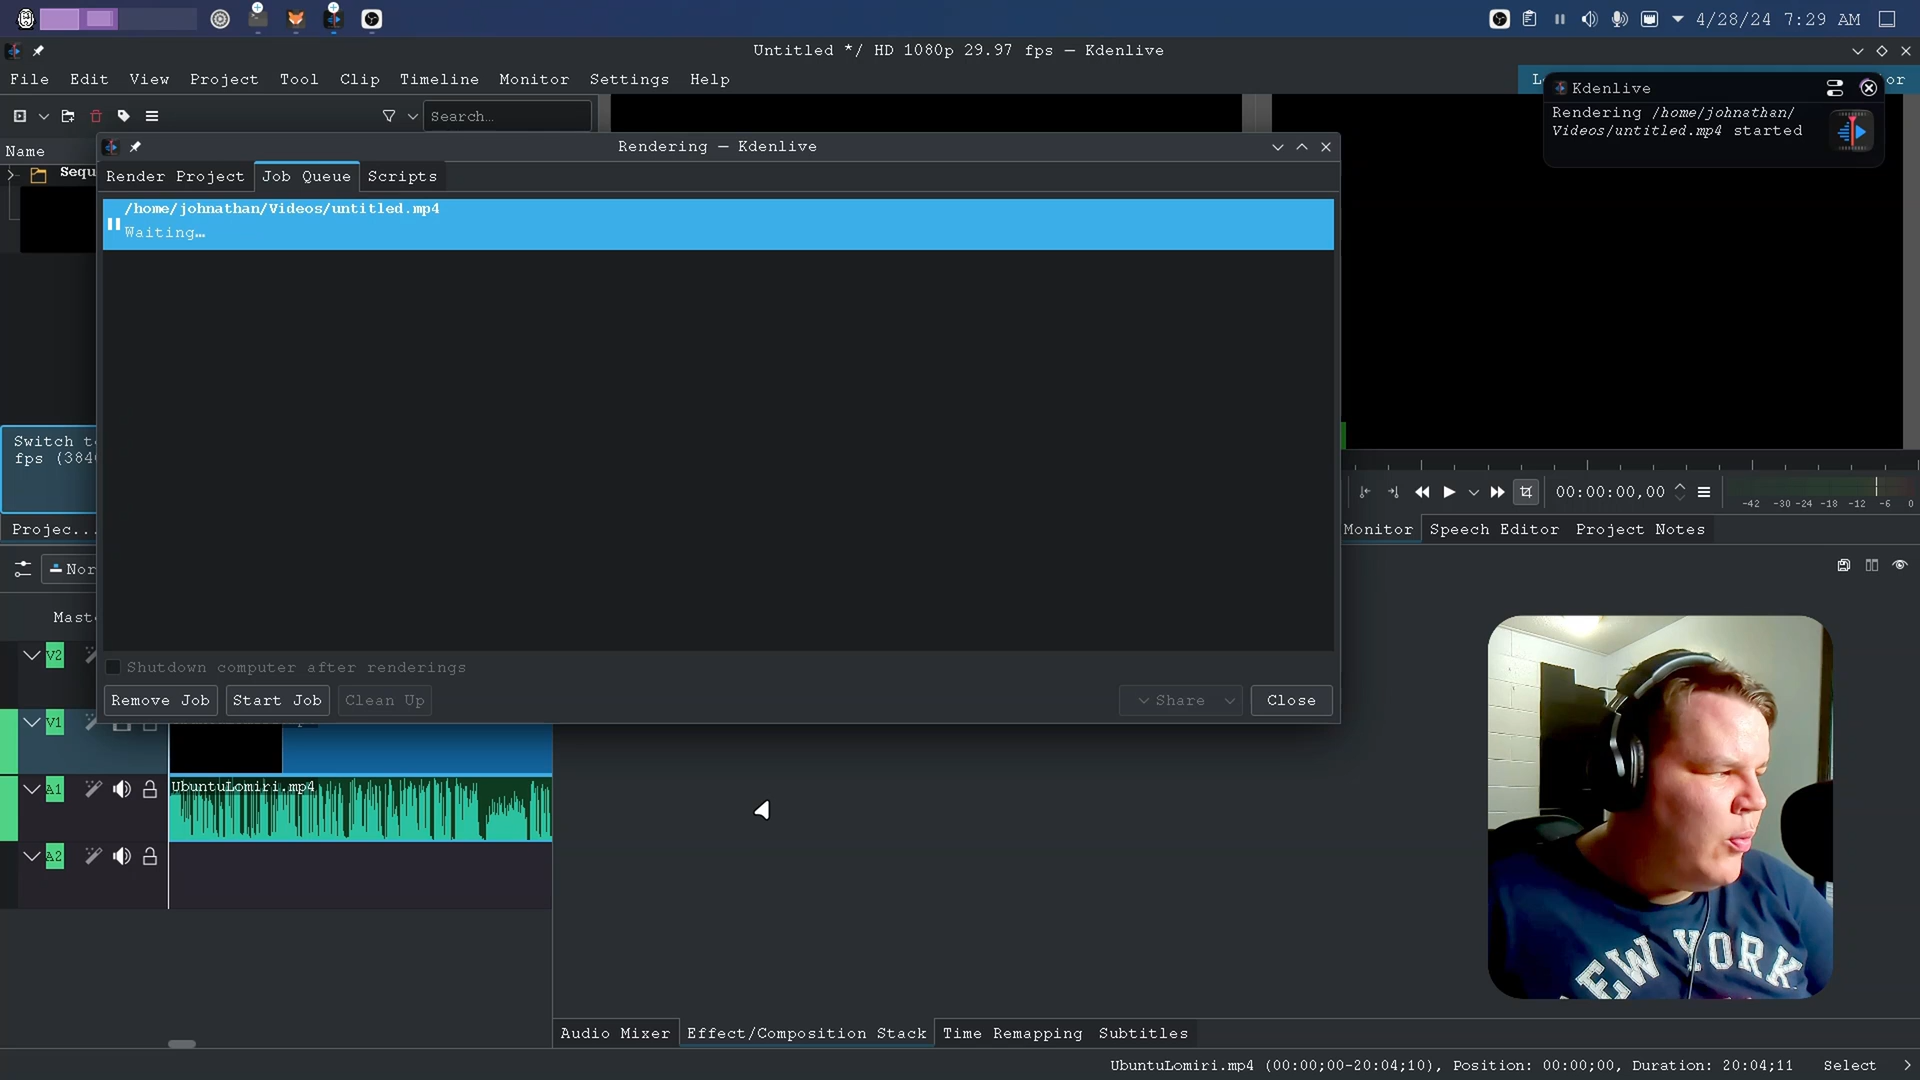 4/28/24 7:29 AM
Untitled */ HD 1080p 29.97 fps — Kdenlive
File Edit View Project Tool Clip Timeline Monitor Settings Help
Kdenlive
Rendering /home/johnathan/
Videos/untitled.mp4 started
Search…
Name
Sequ
Rendering — Kdenlive
Render Project Job Queue Scripts
/home/johnathan/Videos/untitled.mp4
Waiting…
Switch t
fps (384
Shutdown computer after renderings
Remove Job Start Job Clean Up Share Close
00:00:00,00
-42 -30 -24 -18 -12 -6 0
Projec... Monitor Speech Editor Project Notes
Nor
Maste
V2
V1
A1
UbuntuLomiri.mp4
A2
NEW YORK
Audio Mixer Effect/Composition Stack Time Remapping Subtitles
UbuntuLomiri.mp4 (00:00;00-20:04;10), Position: 00:00;00, Duration: 20:04;11 Select